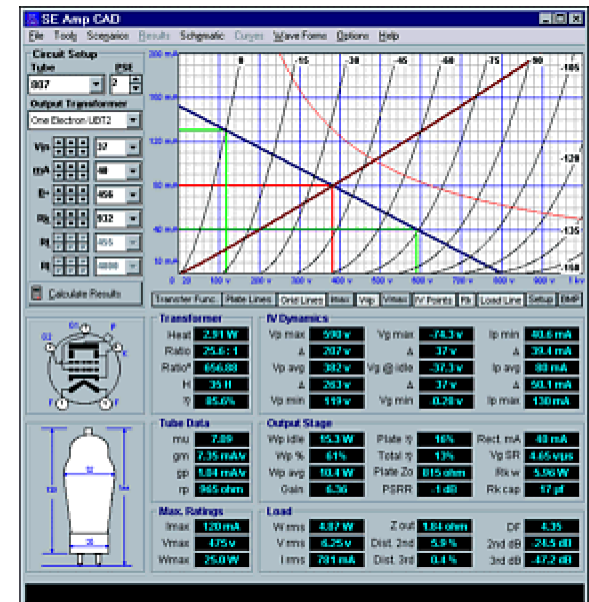 SE Amp CAD
File Tools Scenarios Results Schematic Curves Wave Forms Options Help
Circuit Setup
Tube PSE
807 2
Output Transformer
One Electron UBT2
Vin 37
mA 40
B+ 456
Rk 932
455
4800
Calculate Results
200 mA
160 mA
80 mA
40 mA
10 mA
0 -15 -30 -45 -60 -75 -90 -105
-120
-135
-150
0 20 100 v 200 v 300 v 400 v 500 v 600 v 700 v 800 v 900 v 1 kv
Transfer Func. Plate Lines Grid Lines Imax Wp Vmax IV Points Rk Load Line Setup BMP
G1 P
G2 K
F F
Transformer
Heat 2.91 W
Ratio 25.6 : 1
Ratio² 656.88
H 35 H
η 85.6%
IV Dynamics
Vp max 590 v Vg max -74.3 v Ip min 40.6 mA
Δ 207 v Δ 37 v Δ 39.4 mA
Vp avg 382 v Vg @ idle -37.3 v Ip avg 80 mA
Δ 263 v Δ 37 v Δ 50.1 mA
Vp min 119 v Vg min -0.28 v Ip max 130 mA
Tube Data
mu 7.09
gm 7.35 mA/v
gp 1.04 mA/v
rp 965 ohm
Output Stage
Wp idle 15.3 W Plate η 16% Rect. mA 40 mA
Wp % 61% Total η 13% Vg SR 4.65 vµs
Wp avg 10.4 W Plate Zo 815 ohm Rk w 5.96 W
Gain 6.36 PSRR -1 dB Rk cap 17 µf
Max. Ratings
Imax 120 mA
Vmax 475 v
Wmax 25.0 W
Load
W rms 4.87 W Z out 1.84 ohm DF 4.35
V rms 6.25 v Dist. 2nd 5.9 % 2nd dB -24.5 dB
I rms 781 mA Dist. 3rd 0.4 % 3rd dB -47.2 dB